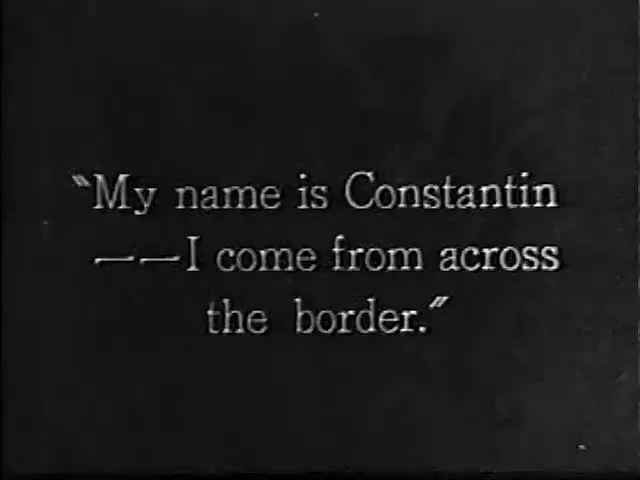 "My name is Constantin
——I come from across
the border."